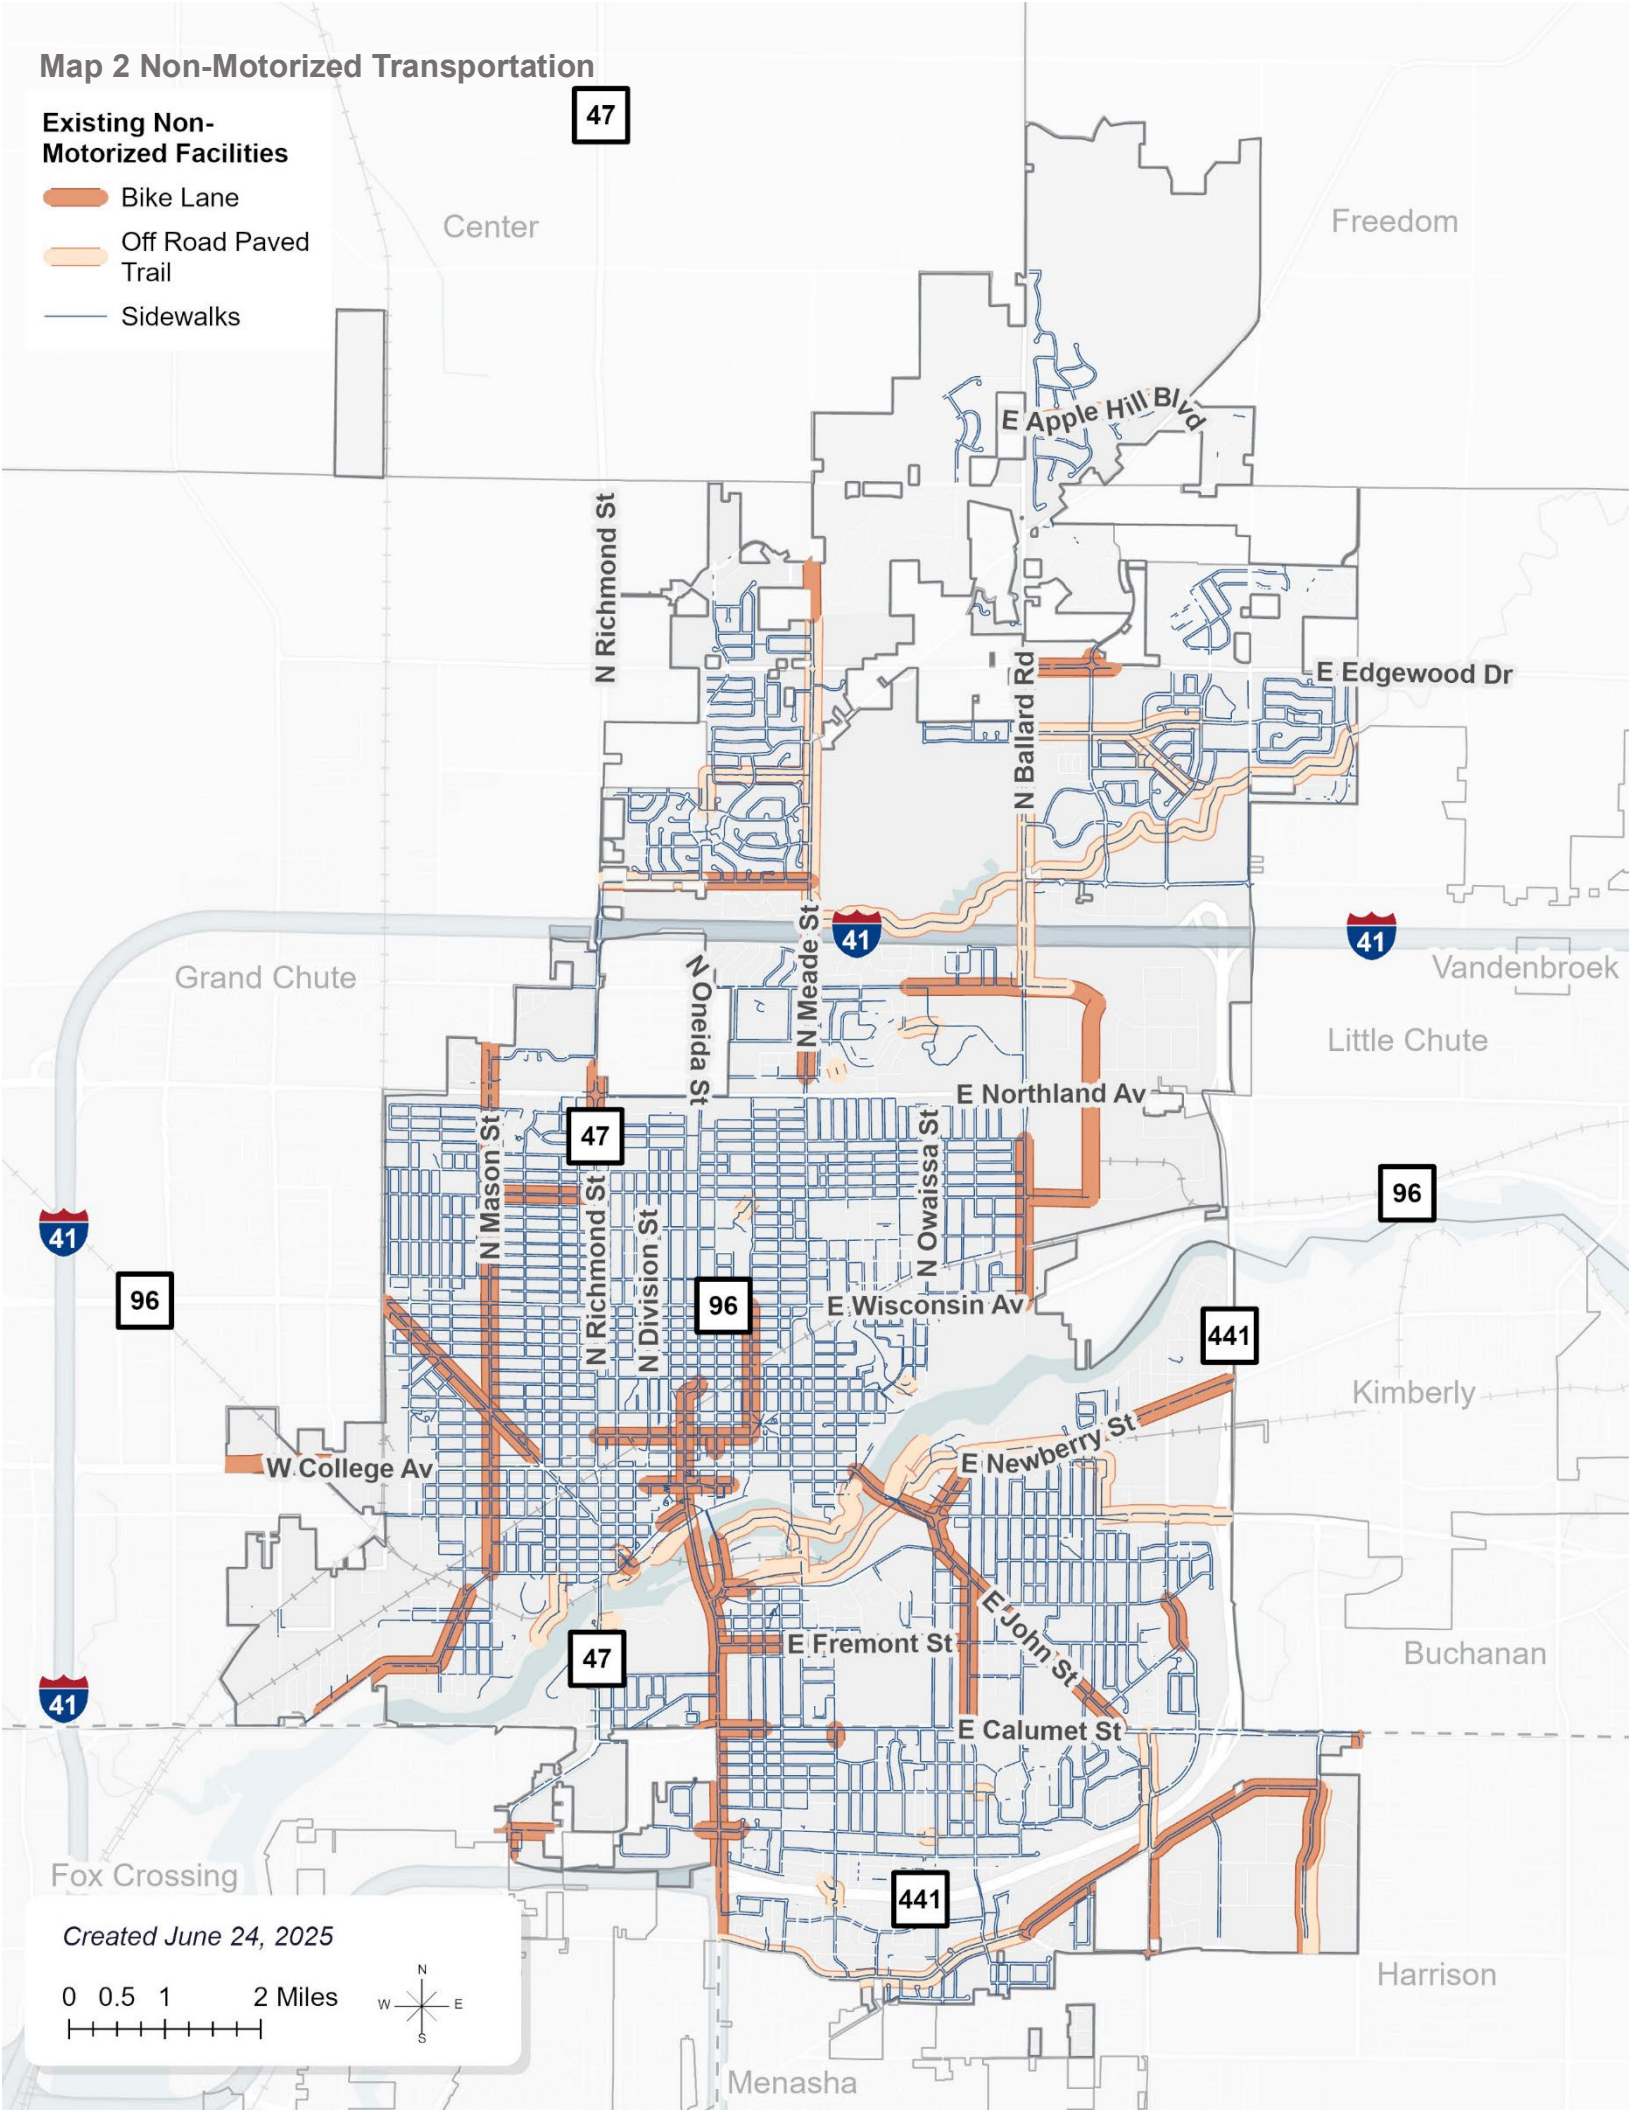 Map 2 Non-Motorized Transportation
47
Existing Non-
Motorized Facilities
Bike Lane
Off Road Paved
Trail
Sidewalks
Center
Freedom
E Apple Hill Blvd
N Richmond St
N Ballard Rd
E Edgewood Dr
N Meade St
41
41
Grand Chute
Vandenbroek
N Oneida St
Little Chute
E Northland Av
47
N Mason St
N Owaissa St
96
N Richmond St
N Division St
41
96
96
E Wisconsin Av
441
Kimberly
W College Av
E Newberry St
E John St
E Fremont St
47
Buchanan
41
E Calumet St
Fox Crossing
441
Created June 24, 2025
0 0.5 1 2 Miles
N
W E
S
Harrison
Menasha